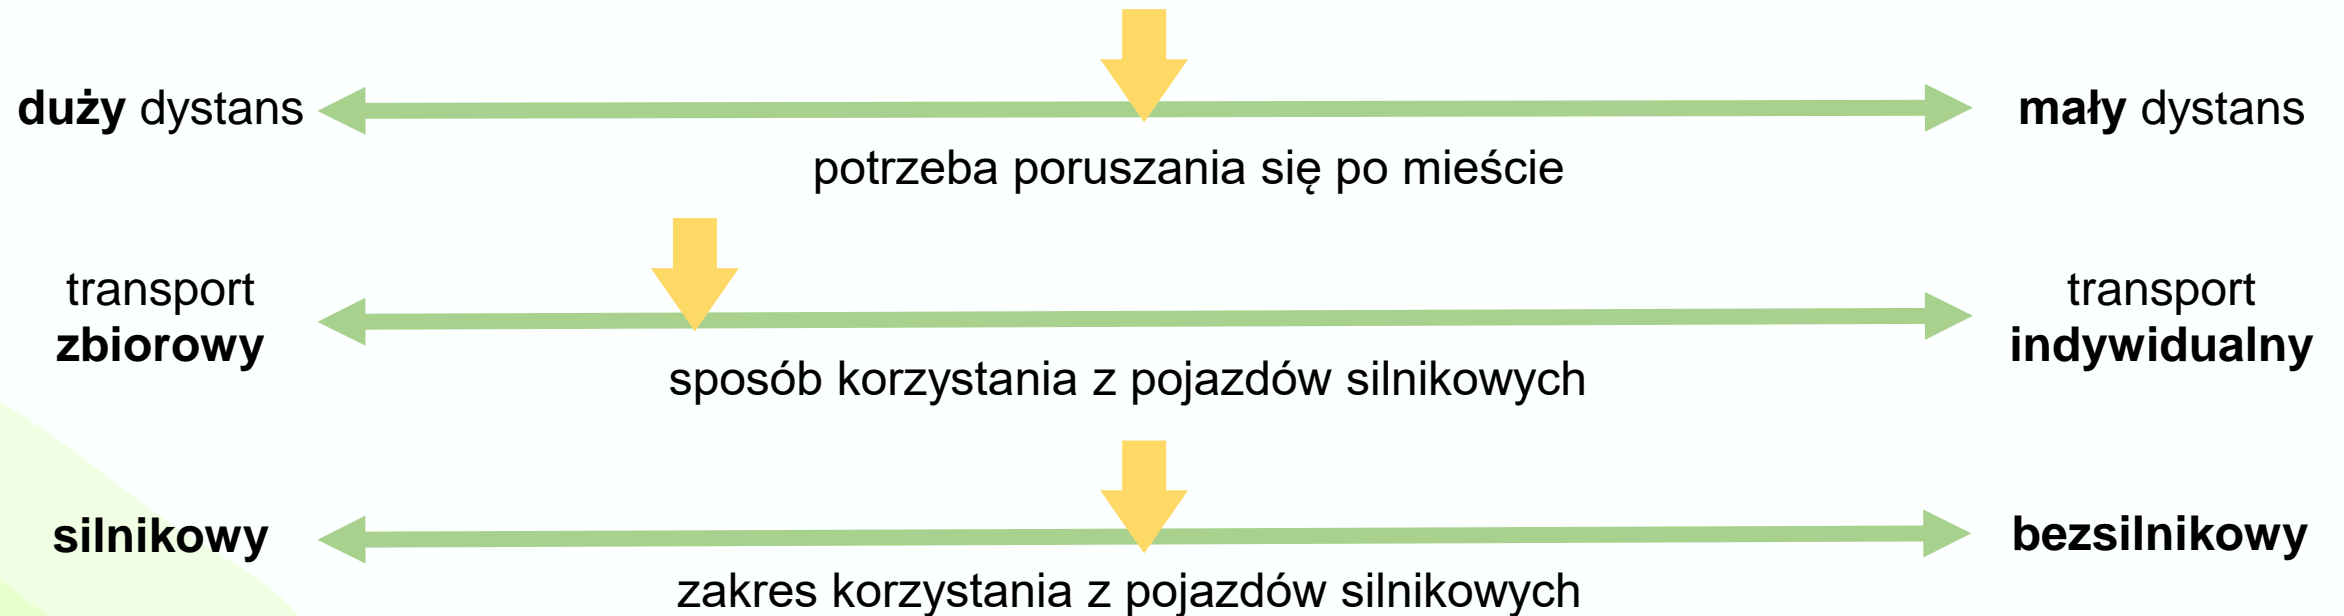 duży dystans
mały dystans
potrzeba poruszania się po mieście
transport
zbiorowy
transport
indywidualny
sposób korzystania z pojazdów silnikowych
silnikowy
bezsilnikowy
zakres korzystania z pojazdów silnikowych